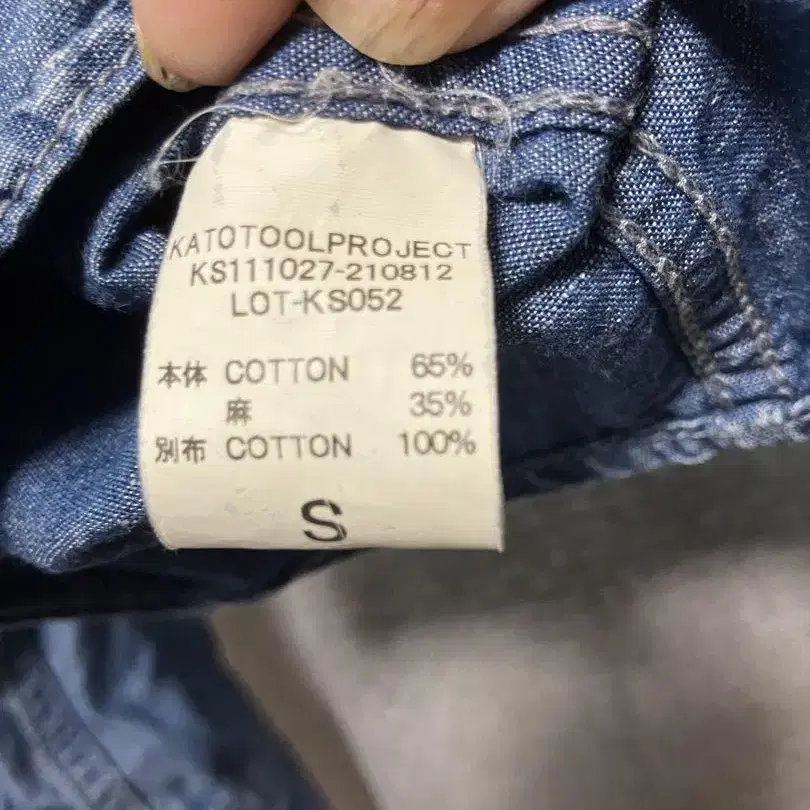 KATOTOOLPROJECT
KS111027-210812
LOT-KS052
本体 COTTON 65%
麻 35%
別布 COTTON 100%
S